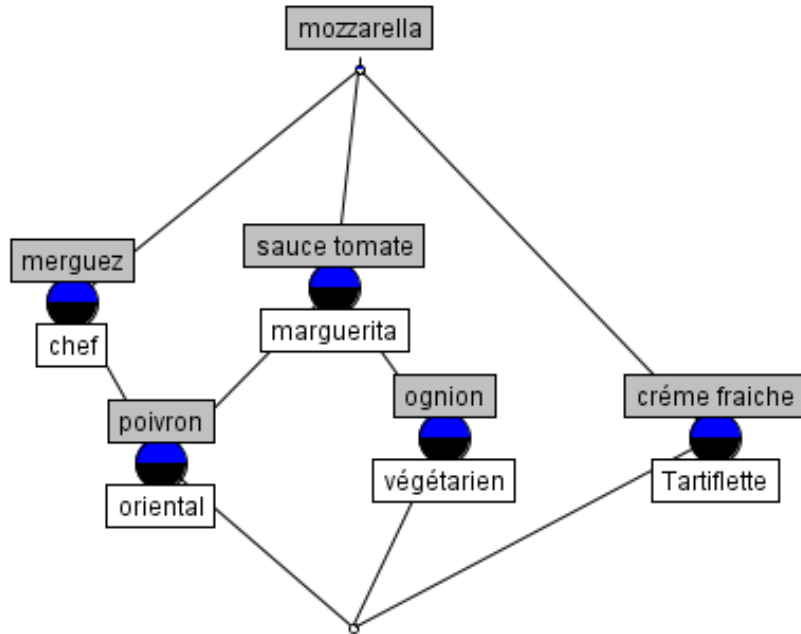 mozzarella
sauce tomate
merguez
marguerita
chef
ognion
créme fraiche
poivron
végétarien
Tartiflette
oriental